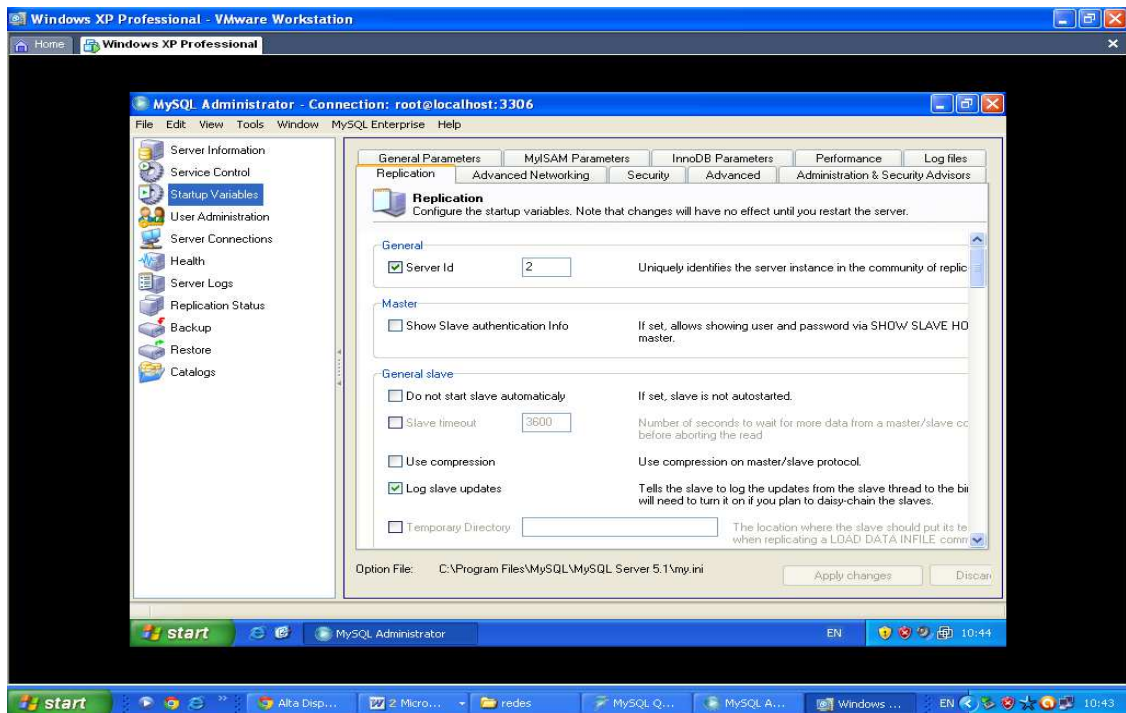 Windows XP Professional - VMware Workstation
Home
Windows XP Professional
MySQL Administrator - Connection: root@localhost:3306
File Edit View Tools Window MySQL Enterprise Help
Server Information
Service Control
Startup Variables
User Administration
Server Connections
Health
Server Logs
Replication Status
Backup
Restore
Catalogs
General Parameters MyISAM Parameters InnoDB Parameters Performance Log files
Replication Advanced Networking Security Advanced Administration & Security Advisors
Replication
Configure the startup variables. Note that changes will have no effect until you restart the server.
General
Server Id 2 Uniquely identifies the server instance in the community of replic
Master
Show Slave authentication Info If set, allows showing user and password via SHOW SLAVE HO
master.
General slave
Do not start slave automaticaly If set, slave is not autostarted.
Slave timeout 3600 Number of seconds to wait for more data from a master/slave co
before aborting the read
Use compression Use compression on master/slave protocol.
Log slave updates Tells the slave to log the updates from the slave thread to the bi
will need to turn it on if you plan to daisy-chain the slaves.
Temporary Directory The location where the slave should put its te
when replicating a LOAD DATA INFILE comm
Option File: C:\Program Files\MySQL\MySQL Server 5.1\my.ini
Apply changes Discar
start MySQL Administrator EN 10:44
start Alta Disp... 2 Micro... redes MySQL Q... MySQL A... Windows ... EN 10:43